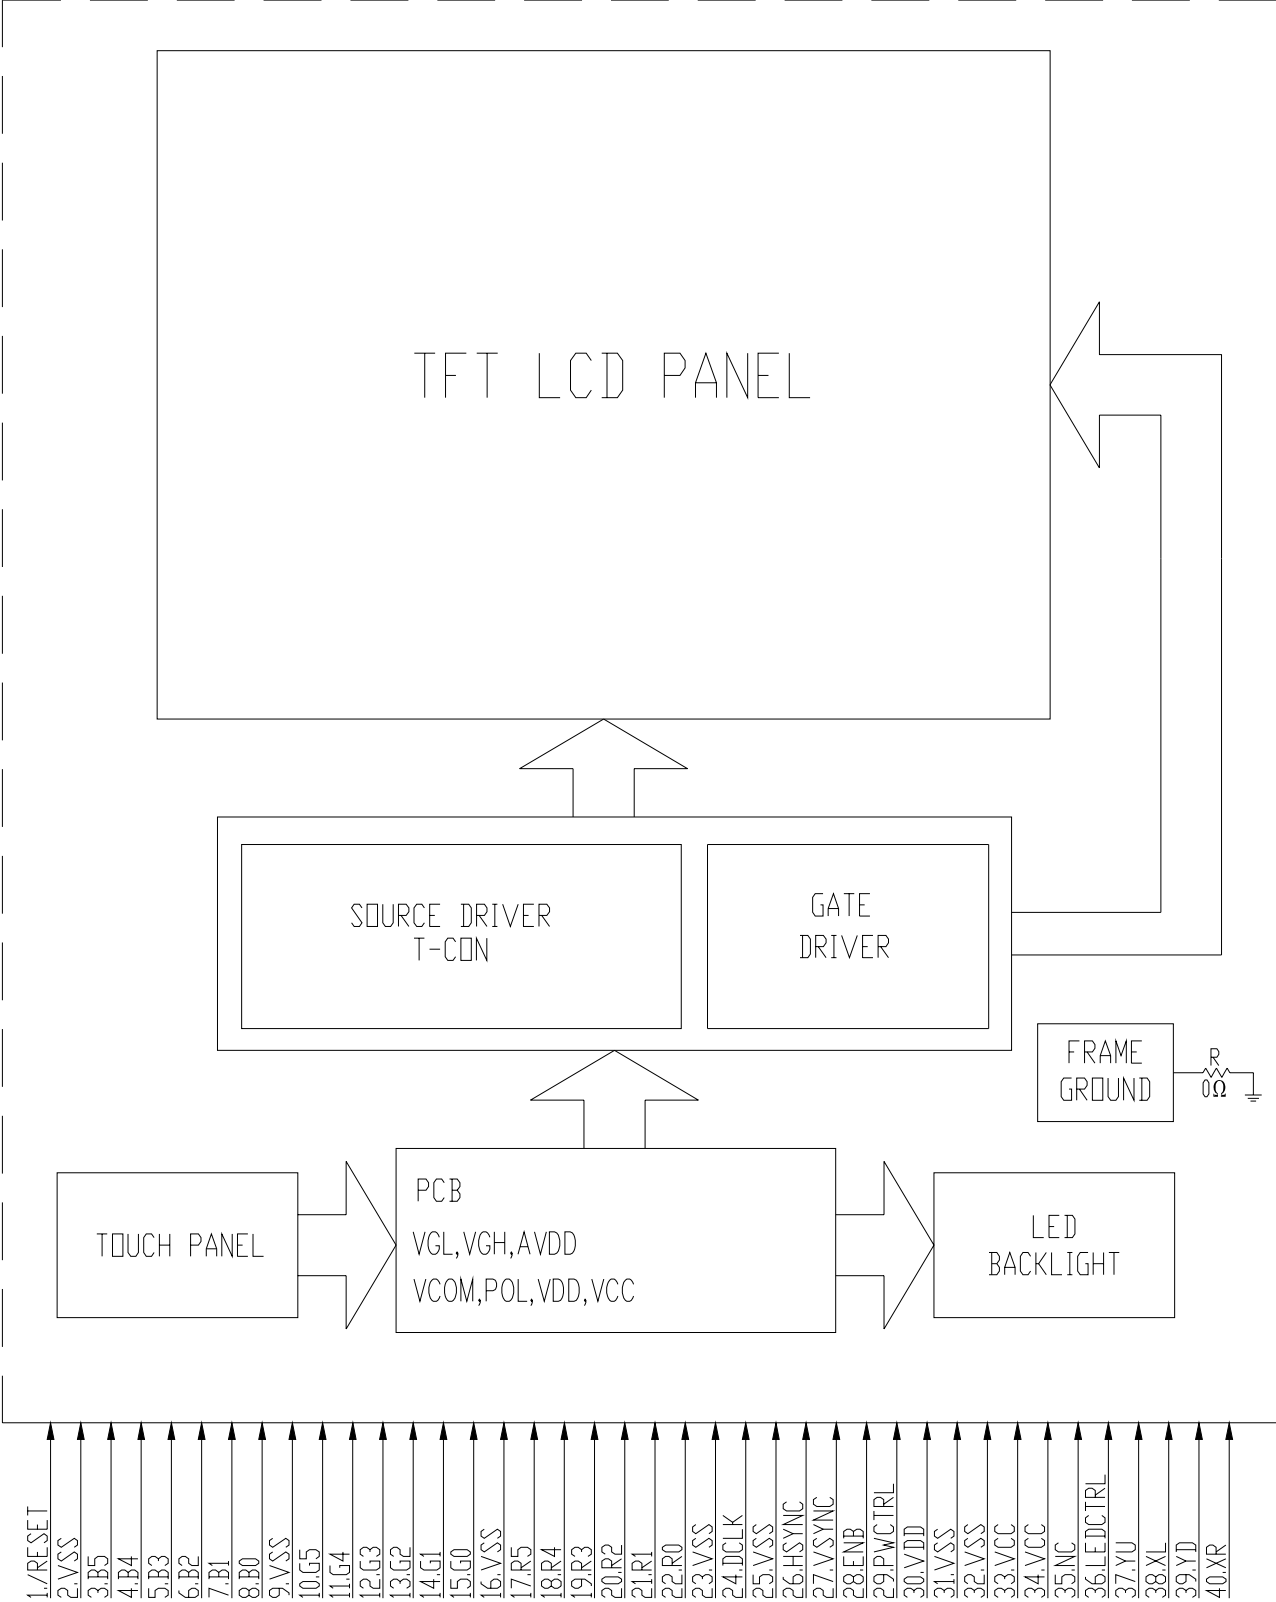 TFT LCD PANEL
SOURCE DRIVER
T-CON
GATE
DRIVER
FRAME
GROUND
R
0Ω
TOUCH PANEL
PCB
VGL,VGH,AVDD
VCOM,POL,VDD,VCC
LED
BACKLIGHT
1./RESET
2.VSS
3.B5
4.B4
5.B3
6.B2
7.B1
8.B0
9.VSS
10.G5
11.G4
12.G3
13.G2
14.G1
15.G0
16.VSS
17.R5
18.R4
19.R3
20.R2
21.R1
22.R0
23.VSS
24.DCLK
25.VSS
26.HSYNC
27.VSYNC
28.ENB
29.PWCTRL
30.VDD
31.VSS
32.VSS
33.VCC
34.VCC
35.NC
36.LEDCTRL
37.YU
38.XL
39.YD
40.XR